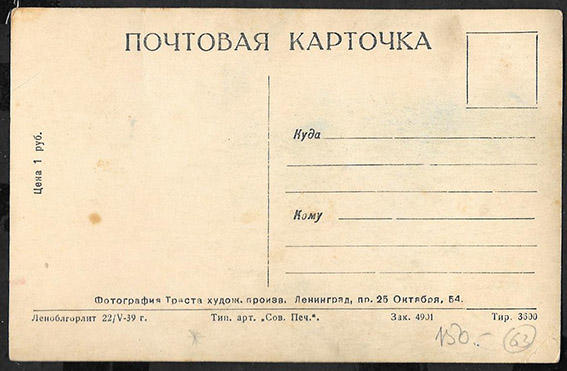 ПОЧТОВАЯ КАРТОЧКА
Цена 1 руб.
Куда
Кому
Фотография Треста худож. произв. Ленинград, пр. 25 Октября, 54.
Леноблгорлит 22/V-39 г. Тип. арт. „Сов. Печ.“. Зак. 4901 Тир. 3500
150.- 63